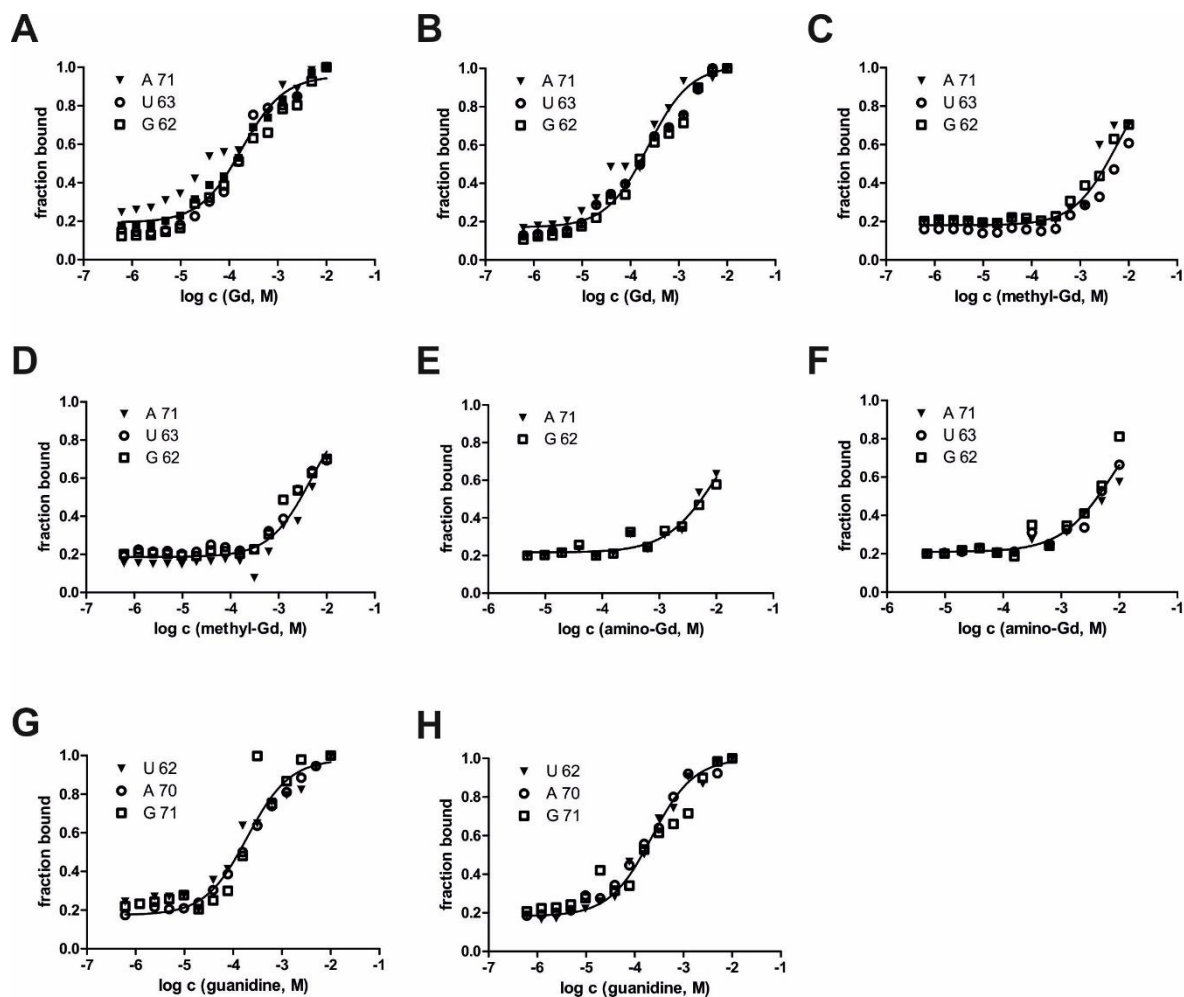 A
1.0
0.8
0.6
0.4
0.2
0.0
fraction bound
A 71
U 63
G 62
-7 -6 -5 -4 -3 -2 -1
log c (Gd, M)
B
1.0
0.8
0.6
0.4
0.2
0.0
fraction bound
A 71
U 63
G 62
-7 -6 -5 -4 -3 -2 -1
log c (Gd, M)
C
1.0
0.8
0.6
0.4
0.2
0.0
fraction bound
A 71
U 63
G 62
-7 -6 -5 -4 -3 -2 -1
log c (methyl-Gd, M)
D
1.0
0.8
0.6
0.4
0.2
0.0
fraction bound
A 71
U 63
G 62
-7 -6 -5 -4 -3 -2 -1
log c (methyl-Gd, M)
E
1.0
0.8
0.6
0.4
0.2
0.0
fraction bound
A 71
G 62
-6 -5 -4 -3 -2 -1
log c (amino-Gd, M)
F
1.0
0.8
0.6
0.4
0.2
0.0
fraction bound
A 71
U 63
G 62
-6 -5 -4 -3 -2 -1
log c (amino-Gd, M)
G
1.0
0.8
0.6
0.4
0.2
0.0
fraction bound
U 62
A 70
G 71
-7 -6 -5 -4 -3 -2 -1
log c (guanidine, M)
H
1.0
0.8
0.6
0.4
0.2
0.0
fraction bound
U 62
A 70
G 71
-7 -6 -5 -4 -3 -2 -1
log c (guanidine, M)